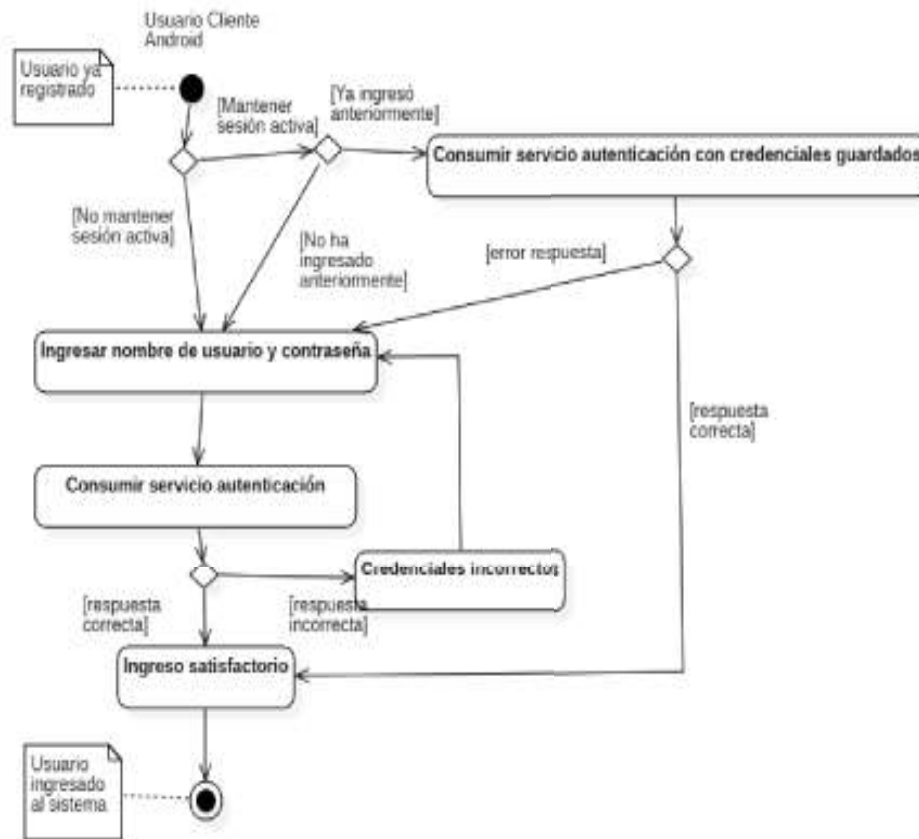 Usuario Cliente
Android
Usuario ya
registrado
[Mantener
sesión activa]
[Ya ingresó
anteriormente]
Consumir servicio autenticación con credenciales guardados
[No mantener
sesión activa]
[No ha
ingresado
anteriormente]
[error respuesta]
Ingresar nombre de usuario y contraseña
[respuesta
correcta]
Consumir servicio autenticación
Credenciales incorrectos
[respuesta
correcta]
[respuesta
incorrecta]
Ingreso satisfactorio
Usuario
ingresado
al sistema